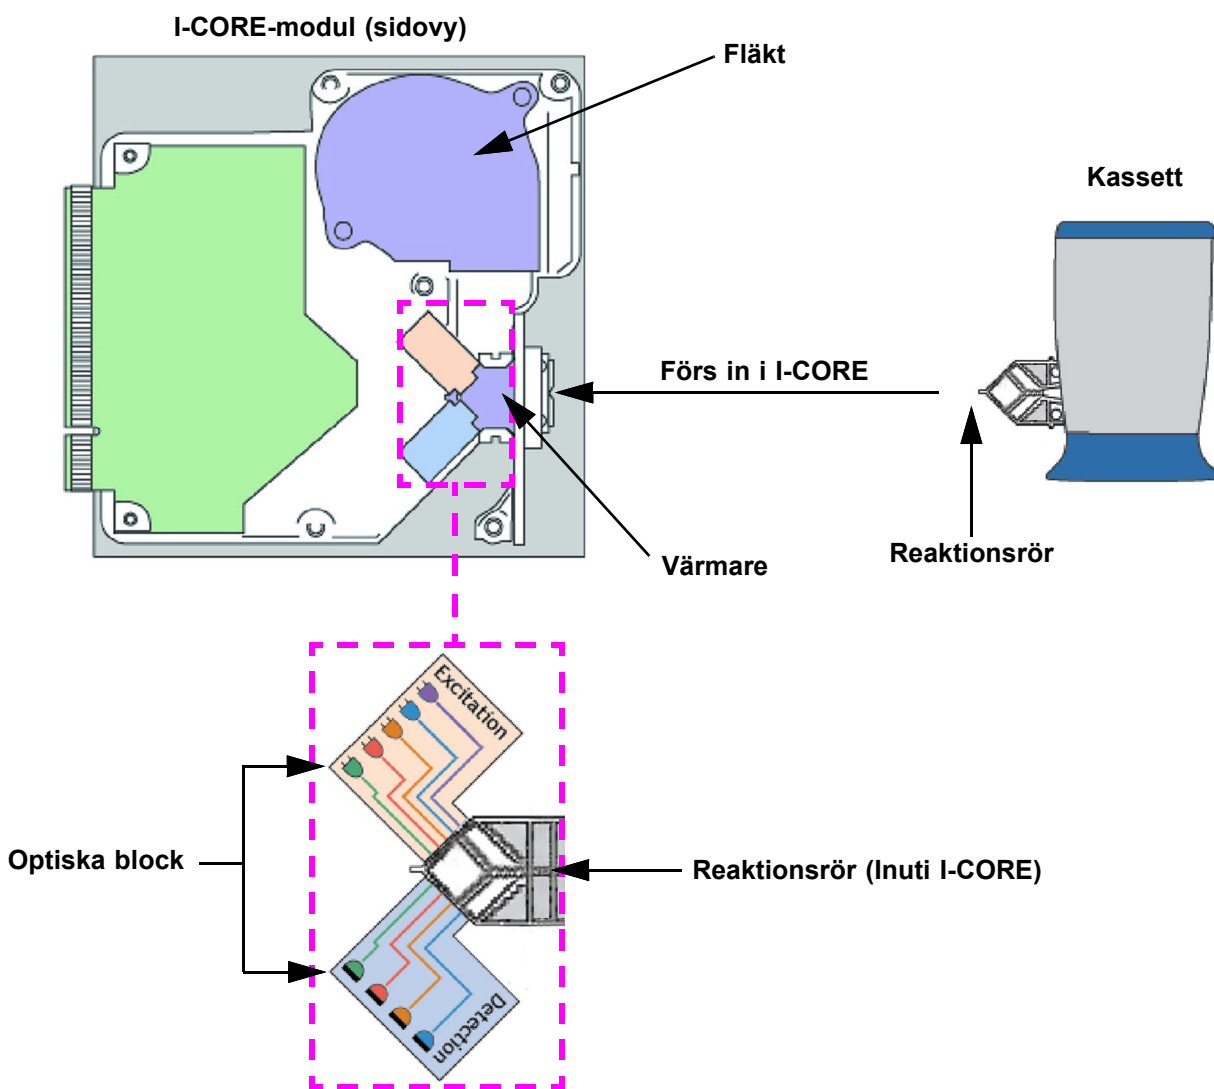 I-CORE-modul (sidovy)
Fläkt
Kassett
Förs in i I-CORE
Reaktionsrör
Värmare
Excitation
Optiska block
Reaktionsrör (Inuti I-CORE)
Detection